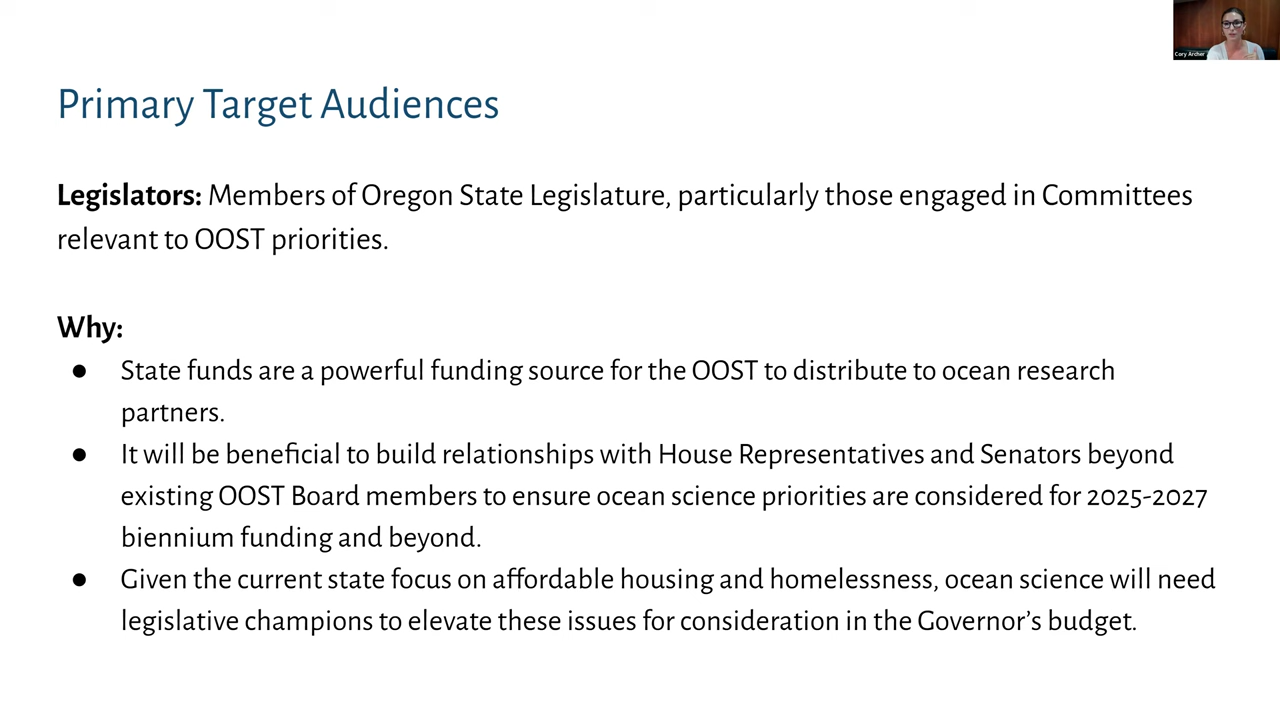 Cory Archer
Primary Target Audiences
Legislators: Members of Oregon State Legislature, particularly those engaged in Committees
relevant to OOST priorities.
Why:
● State funds are a powerful funding source for the OOST to distribute to ocean research
partners.
● It will be beneficial to build relationships with House Representatives and Senators beyond
existing OOST Board members to ensure ocean science priorities are considered for 2025-2027
biennium funding and beyond.
● Given the current state focus on affordable housing and homelessness, ocean science will need
legislative champions to elevate these issues for consideration in the Governor’s budget.